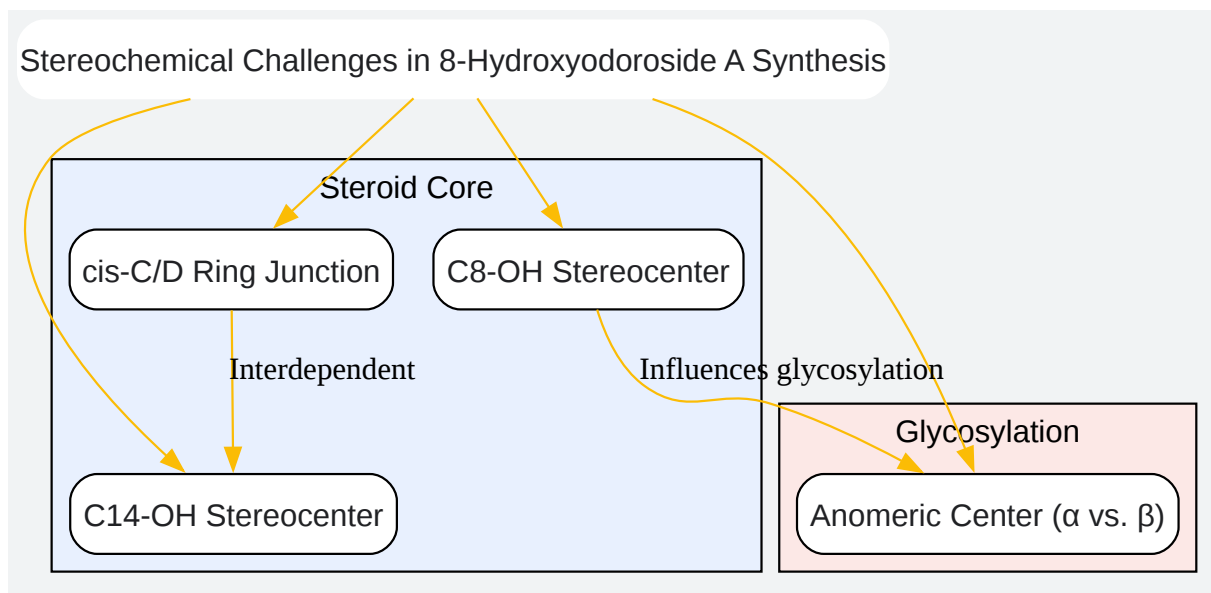 Stereochemical Challenges in 8-Hydroxyodoroside A Synthesis
Steroid Core
cis-C/D Ring Junction
C8-OH Stereocenter
Interdependent
Influences glycosylation
Glycosylation
C14-OH Stereocenter
Anomeric Center (α vs. β)